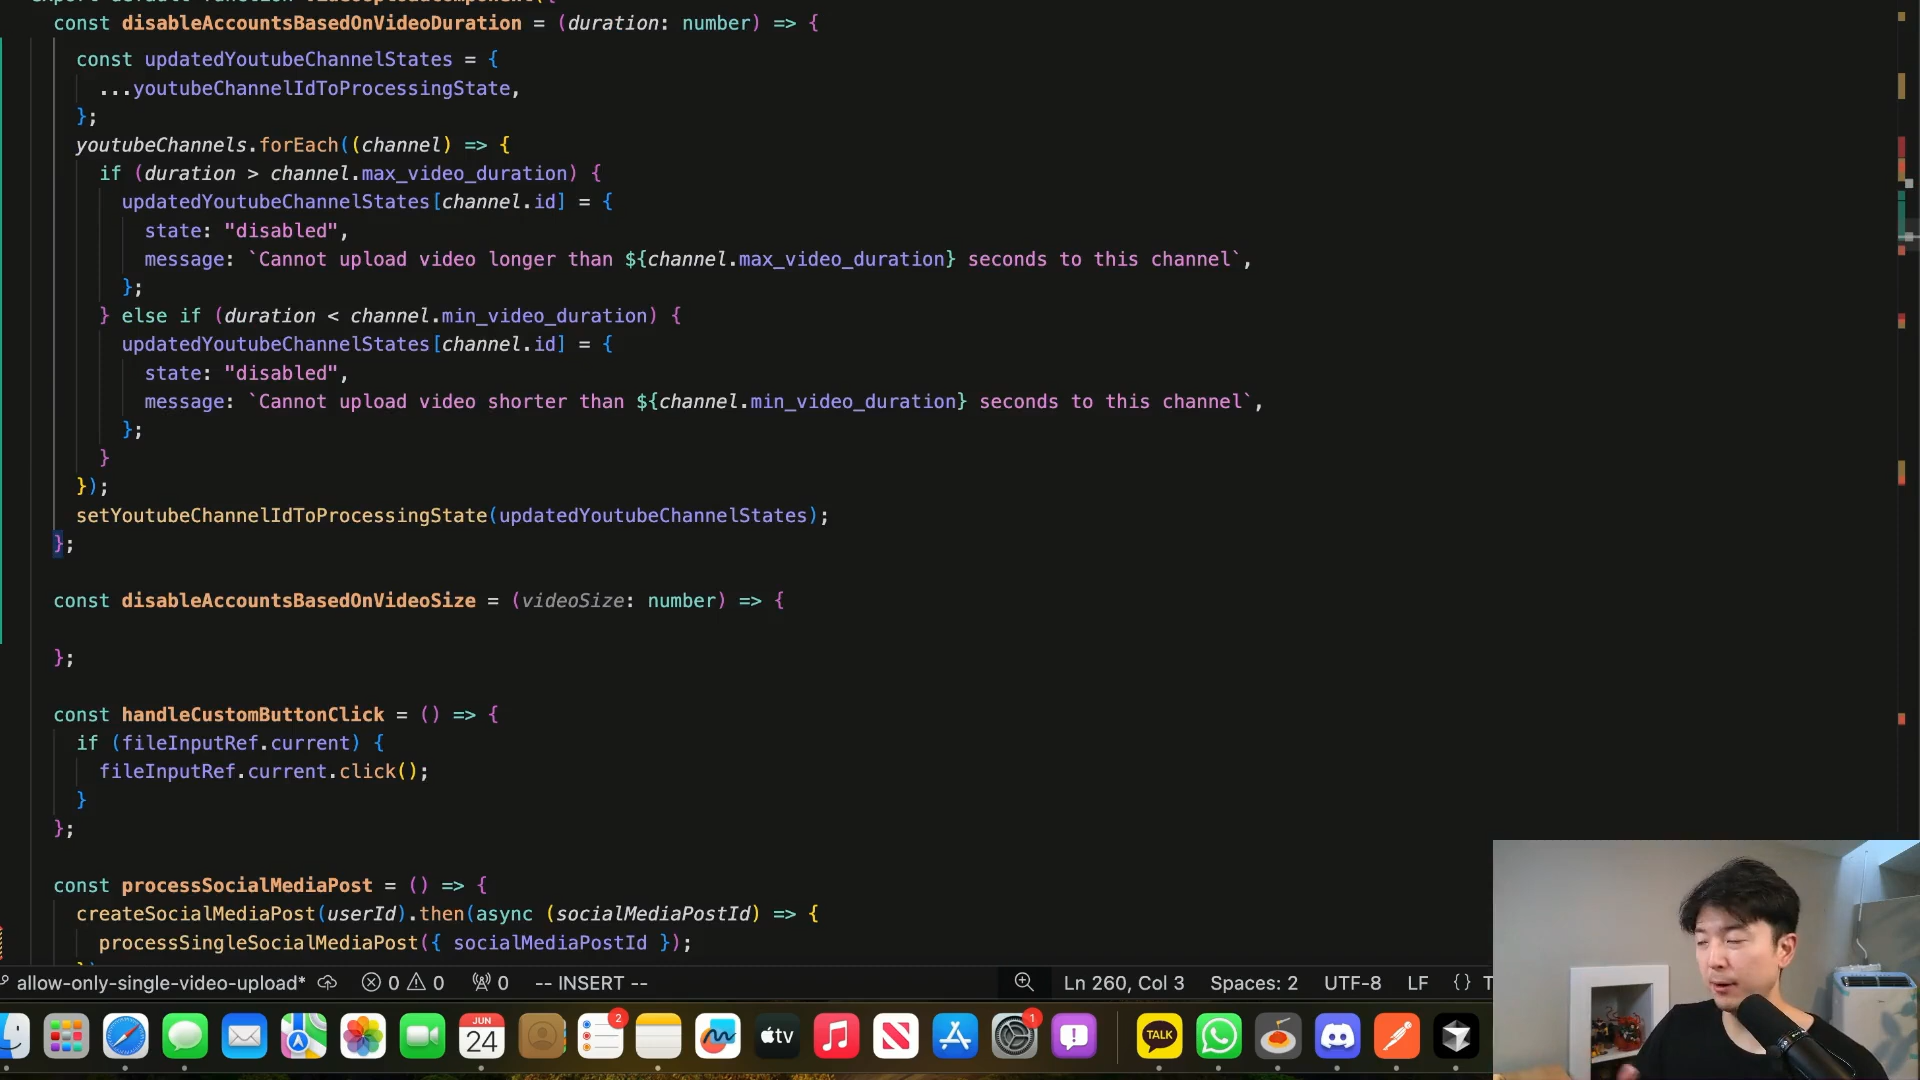 const disableAccountsBasedOnVideoDuration = (duration: number) => {
const updatedYoutubeChannelStates = {
...youtubeChannelIdToProcessingState,
};
youtubeChannels.forEach((channel) => {
if (duration > channel.max_video_duration) {
updatedYoutubeChannelStates[channel.id] = {
state: "disabled",
message: `Cannot upload video longer than ${channel.max_video_duration} seconds to this channel`,
};
} else if (duration < channel.min_video_duration) {
updatedYoutubeChannelStates[channel.id] = {
state: "disabled",
message: `Cannot upload video shorter than ${channel.min_video_duration} seconds to this channel`,
};
}
});
setYoutubeChannelIdToProcessingState(updatedYoutubeChannelStates);
};
const disableAccountsBasedOnVideoSize = (videoSize: number) => {
};
const handleCustomButtonClick = () => {
if (fileInputRef.current) {
fileInputRef.current.click();
}
};
const processSocialMediaPost = () => {
createSocialMediaPost(userId).then(async (socialMediaPostId) => {
processSingleSocialMediaPost({ socialMediaPostId });
allow-only-single-video-upload* 0 0 0 -- INSERT -- Ln 260, Col 3 Spaces: 2 UTF-8 LF {} T
JUN 24 2 tv 1 TALK